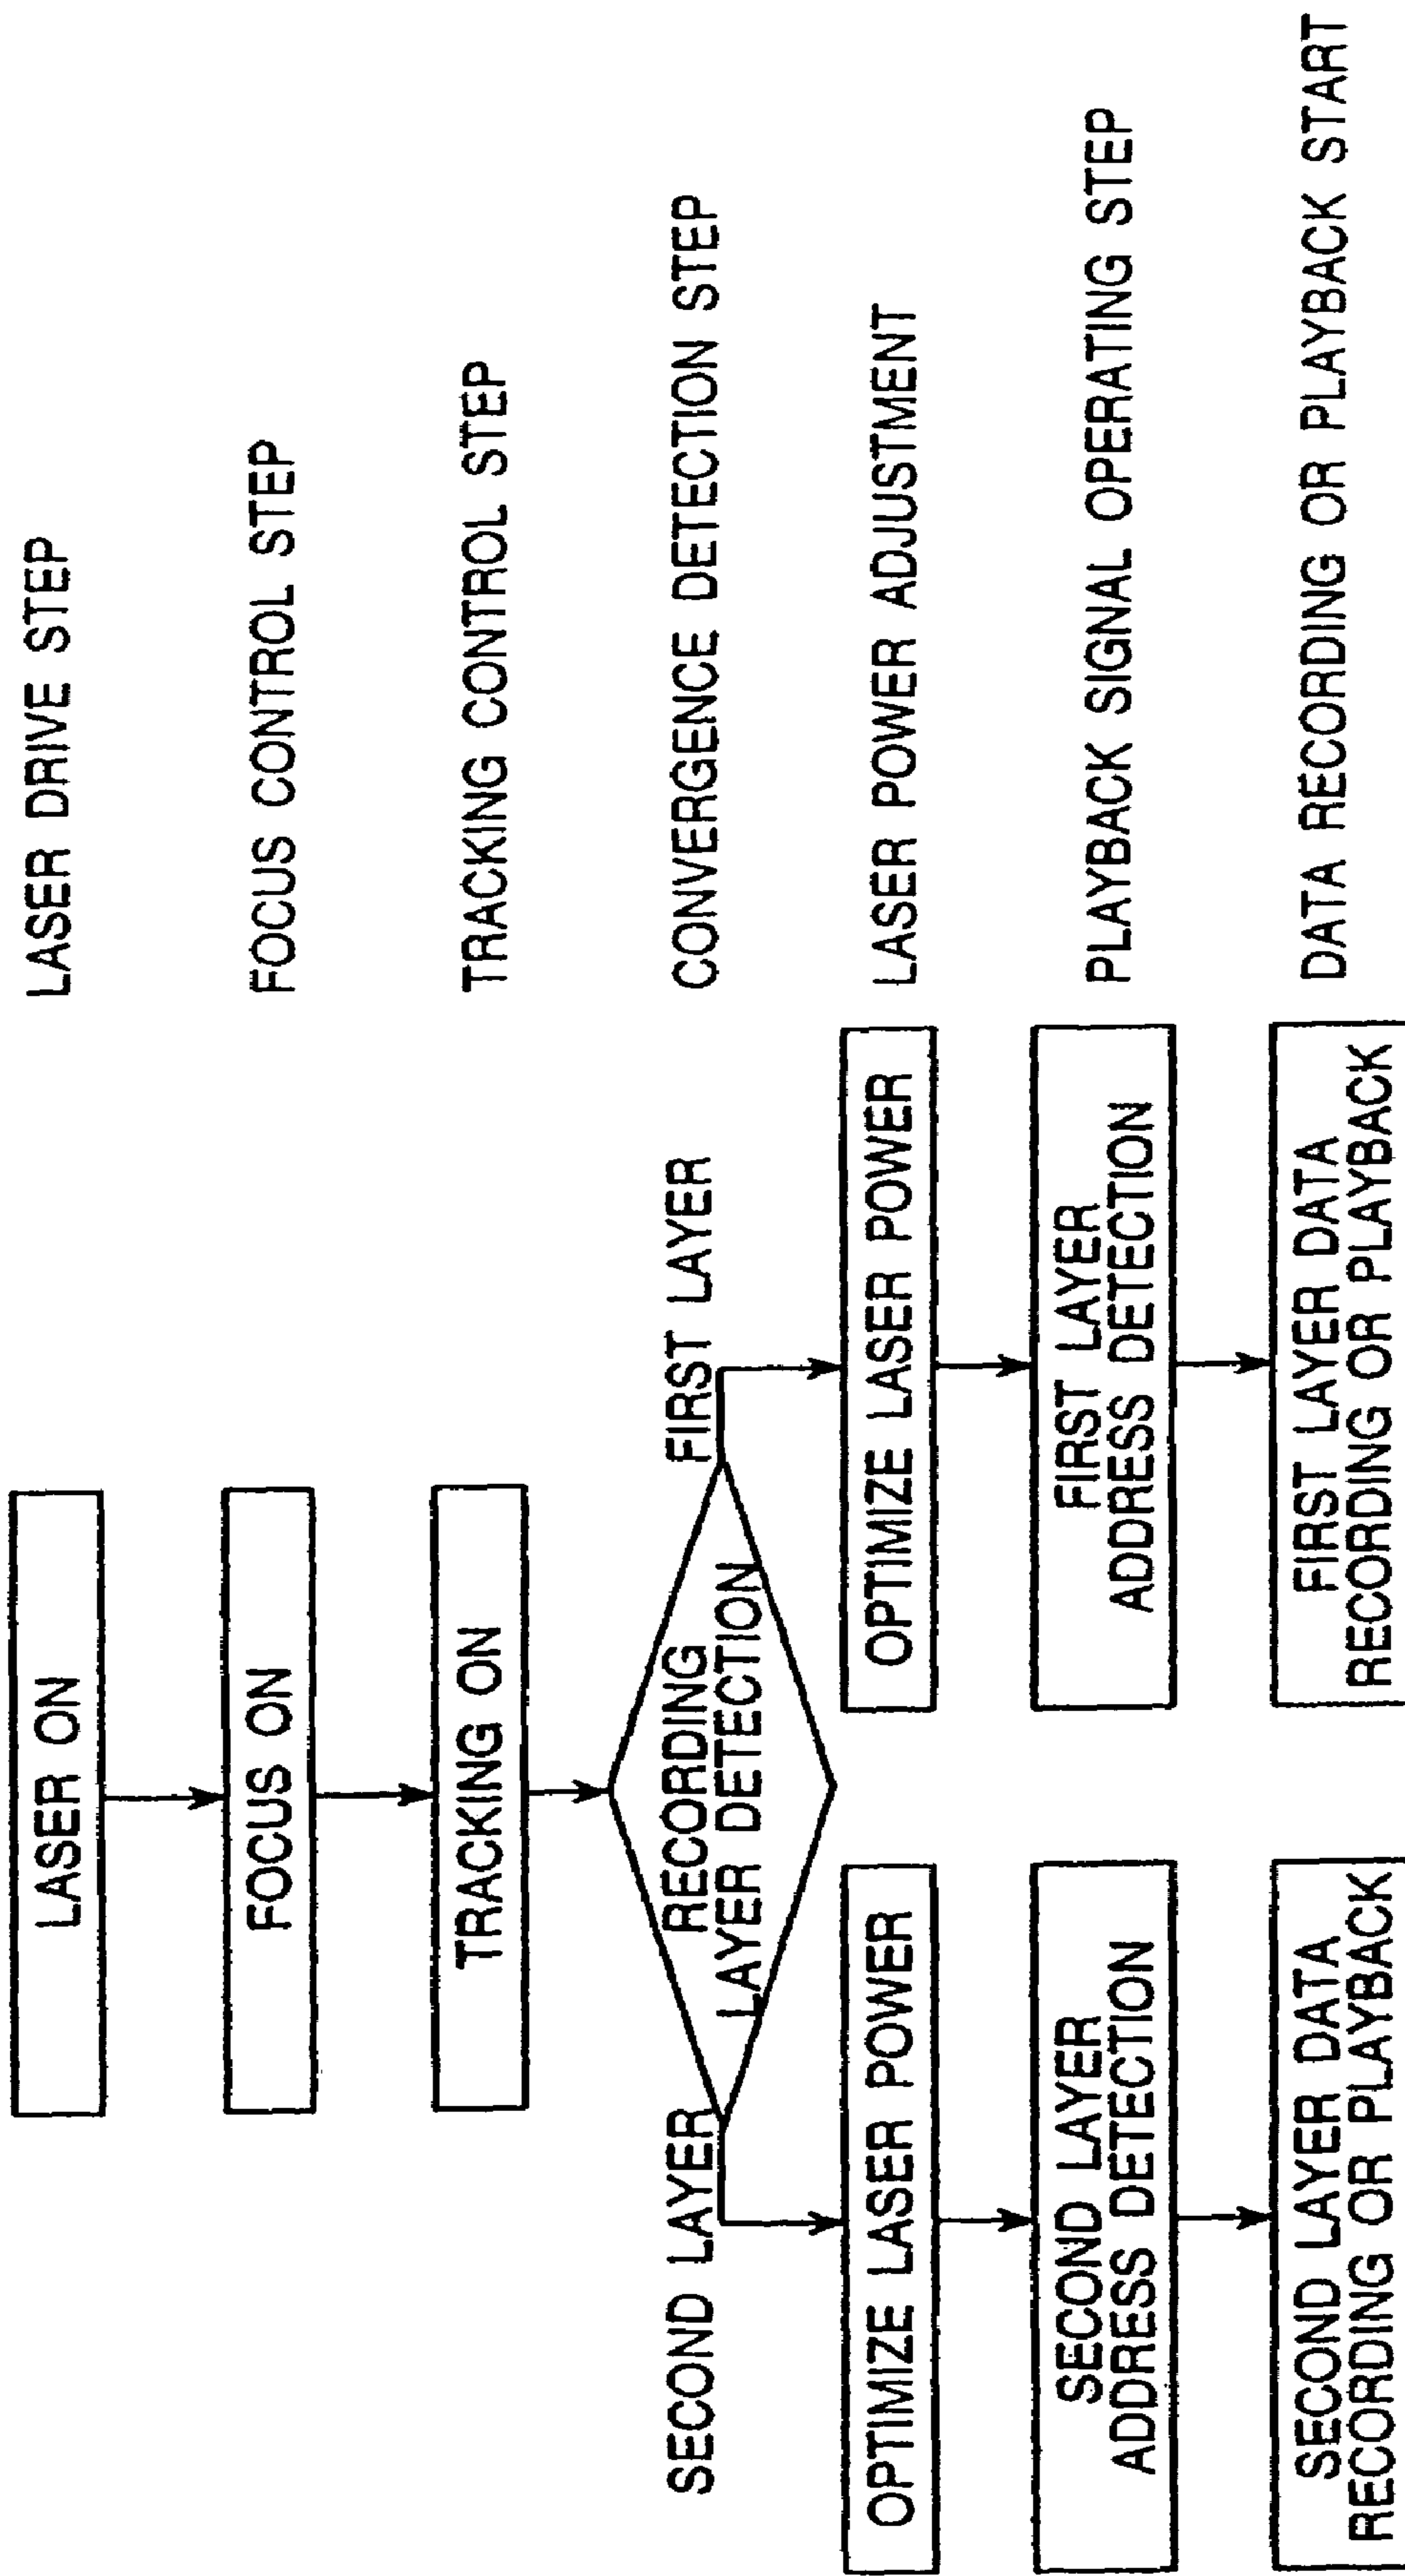 LASER ON
LASER DRIVE STEP
FOCUS ON
FOCUS CONTROL STEP
TRACKING ON
TRACKING CONTROL STEP
SECOND LAYER
RECORDING
LAYER DETECTION
FIRST LAYER
CONVERGENCE DETECTION STEP
OPTIMIZE LASER POWER
OPTIMIZE LASER POWER
LASER POWER ADJUSTMENT
SECOND LAYER
ADDRESS DETECTION
FIRST LAYER
ADDRESS DETECTION
PLAYBACK SIGNAL OPERATING STEP
SECOND LAYER DATA
RECORDING OR PLAYBACK
FIRST LAYER DATA
RECORDING OR PLAYBACK
DATA RECORDING OR PLAYBACK START